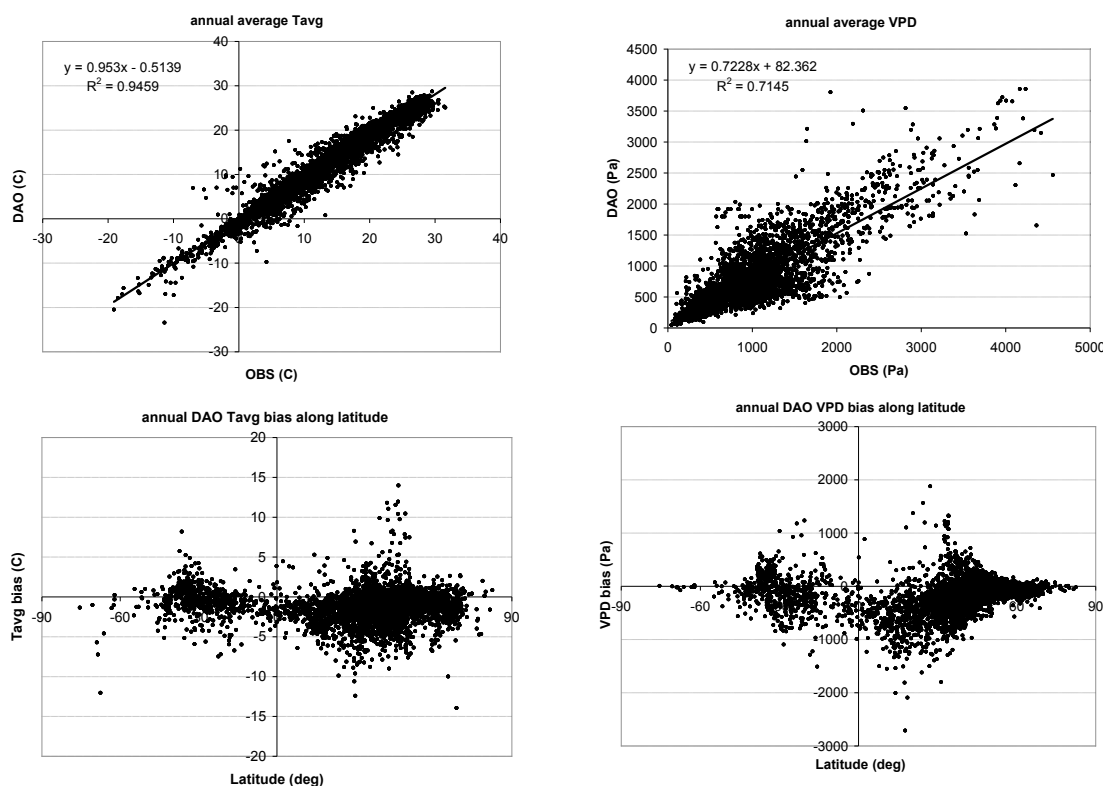 annual average Tavg
y = 0.953x - 0.5139
R² = 0.9459
40
30
20
10
0
-10
-20
-30
-30 -20 -10 0 10 20 30 40
DAO (C)
OBS (C)
annual average VPD
y = 0.7228x + 82.362
R² = 0.7145
4500
4000
3500
3000
2500
2000
1500
1000
500
0
0 1000 2000 3000 4000 5000
DAO (Pa)
OBS (Pa)
annual DAO Tavg bias along latitude
20
15
10
5
0
-5
-10
-15
-20
-90 -60 -30 0 30 60 90
Tavg bias (C)
Latitude (deg)
annual DAO VPD bias along latitude
3000
2000
1000
0
-1000
-2000
-3000
-90 -60 -30 0 30 60 90
VPD bias (Pa)
Latitude (deg)